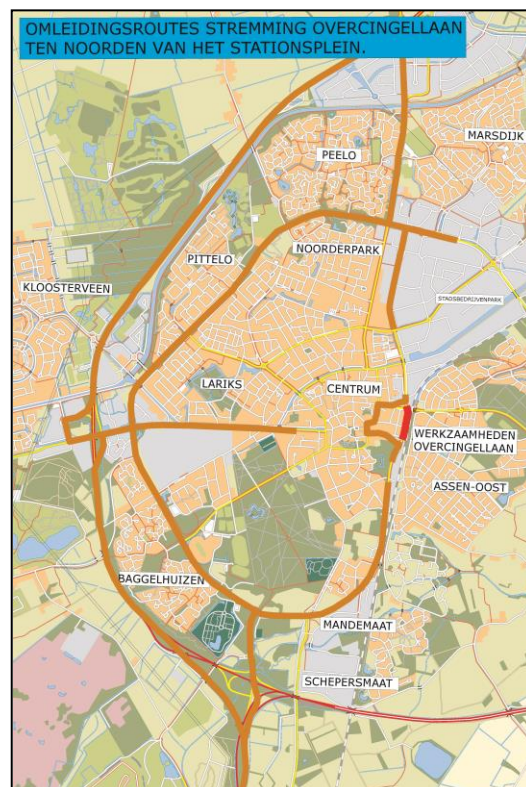 OMLEIDINGSROUTES STREMMING OVERCINGELLAAN
TEN NOORDEN VAN HET STATIONSPLEIN.
MARSDIJK
PEELO
NOORDERPARK
PITTELO
KLOOSTERVEEN
STADSBEDRIJVENPARK
LARIKS
CENTRUM
WERKZAAMHEDEN
OVERCINGELLAAN
ASSEN-OOST
BAGGELHUIZEN
MANDEMAAT
SCHEPERSMAAT